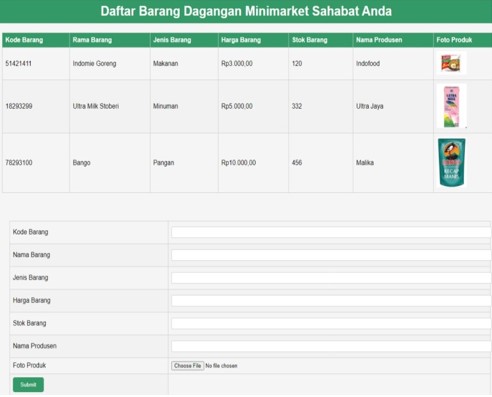 Daftar Barang Dagangan Minimarket Sahabat Anda
Kode Barang Rama Barang Jenis Barang Harga Barang Stok Barang Nama Produsen Foto Produk
51421411 Indomie Goreng Makanan Rp3.000,00 120 Indofood
18293299 Ultra Milk Stoberi Minuman Rp5.000,00 332 Ultra Jaya
78293100 Bango Pangan Rp10.000,00 456 Malika
KECAP MANIS
Kode Barang
Nama Barang
Jenis Barang
Harga Barang
Stok Barang
Nama Produsen
Foto Produk Choose File No file chosen
Submit